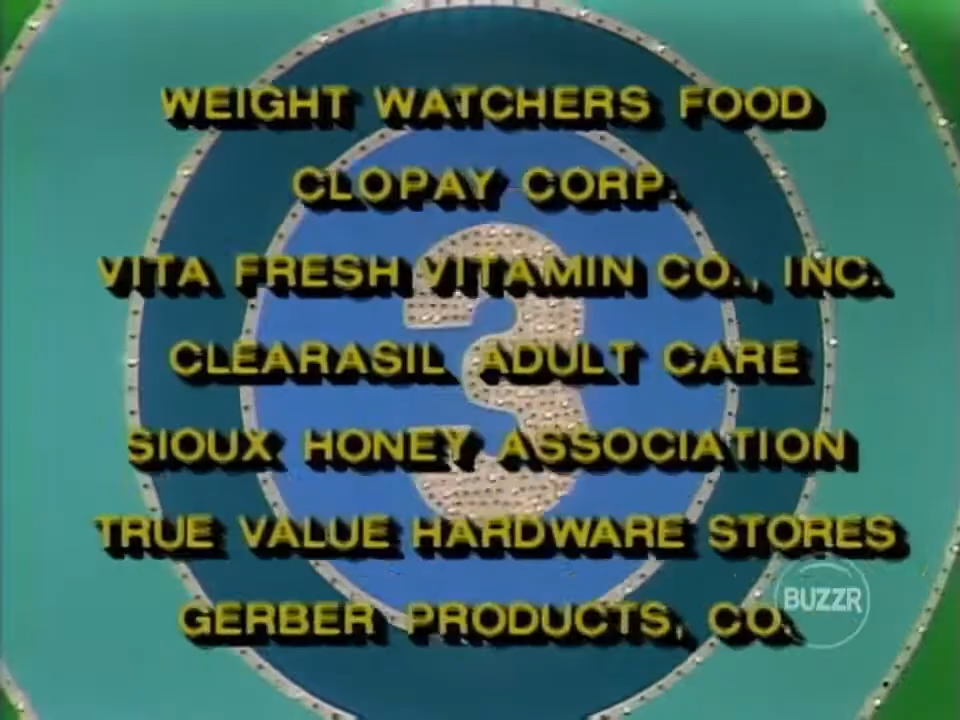 WEIGHT WATCHERS FOOD
CLOPAY CORP.
3
VITA FRESH VITAMIN CO., INC.
CLEARASIL ADULT CARE
SIOUX HONEY ASSOCIATION
TRUE VALUE HARDWARE STORES
GERBER PRODUCTS, CO.
BUZZR